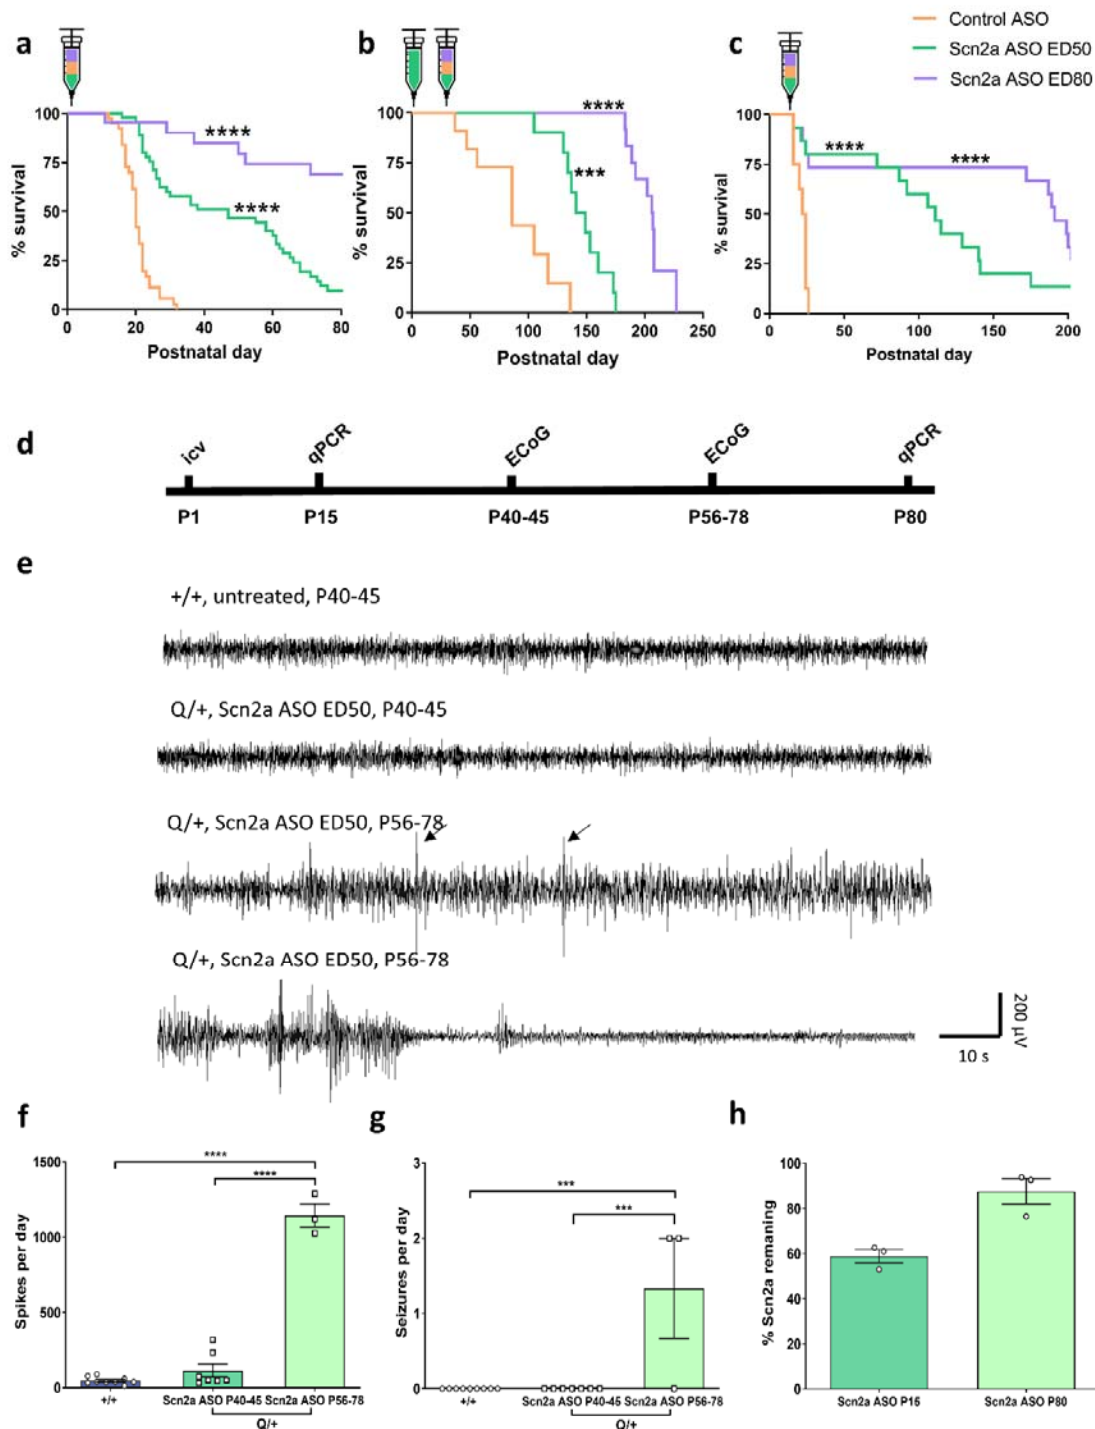 Control ASO
Scn2a ASO ED50
Scn2a ASO ED80
a
100
75
50
25
0
% survival
****
****
0 20 40 60 80
Postnatal day
b
100
75
50
25
0
% survival
****
***
0 50 100 150 200 250
Postnatal day
c
100
75
50
25
0
% survival
**** ****
0 50 100 150 200
Postnatal day
d
icv qPCR ECoG ECoG qPCR
P1 P15 P40-45 P56-78 P80
e
+/+, untreated, P40-45
Q/+, Scn2a ASO ED50, P40-45
Q/+, Scn2a ASO ED50, P56-78
Q/+, Scn2a ASO ED50, P56-78
200 µV
10 s
f
Spikes per day
1500
1000
500
0
****
****
+/+ Scn2a ASO P40-45 Scn2a ASO P56-78
Q/+
g
Seizures per day
3
2
1
0
***
***
+/+ Scn2a ASO P40-45 Scn2a ASO P56-78
Q/+
h
% Scn2a remaning
100
80
60
40
20
0
Scn2a ASO P15 Scn2a ASO P80